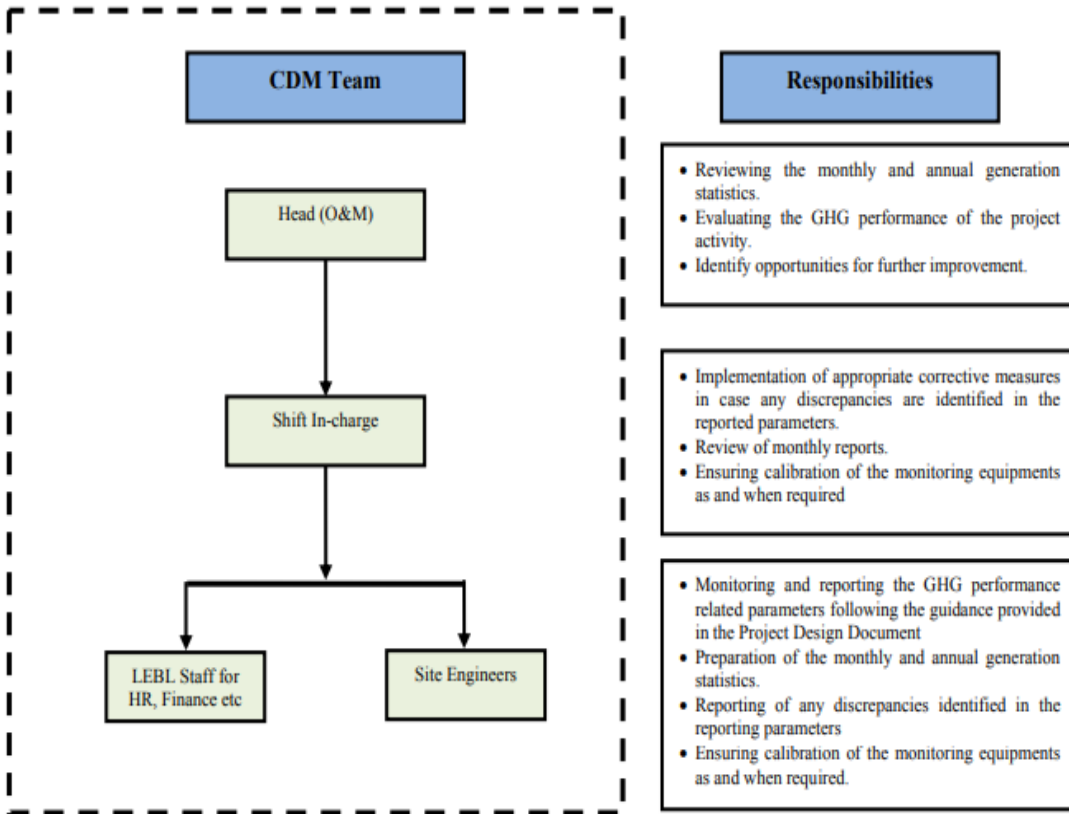 CDM Team
Head (O&M)
Shift In-charge
LEBL Staff for
HR, Finance etc
Site Engineers
Responsibilities
• Reviewing the monthly and annual generation
statistics.
• Evaluating the GHG performance of the project
activity.
• Identify opportunities for further improvement.
• Implementation of appropriate corrective measures
in case any discrepancies are identified in the
reported parameters.
• Review of monthly reports.
• Ensuring calibration of the monitoring equipments
as and when required
• Monitoring and reporting the GHG performance
related parameters following the guidance provided
in the Project Design Document
• Preparation of the monthly and annual generation
statistics.
• Reporting of any discrepancies identified in the
reporting parameters
• Ensuring calibration of the monitoring equipments
as and when required.